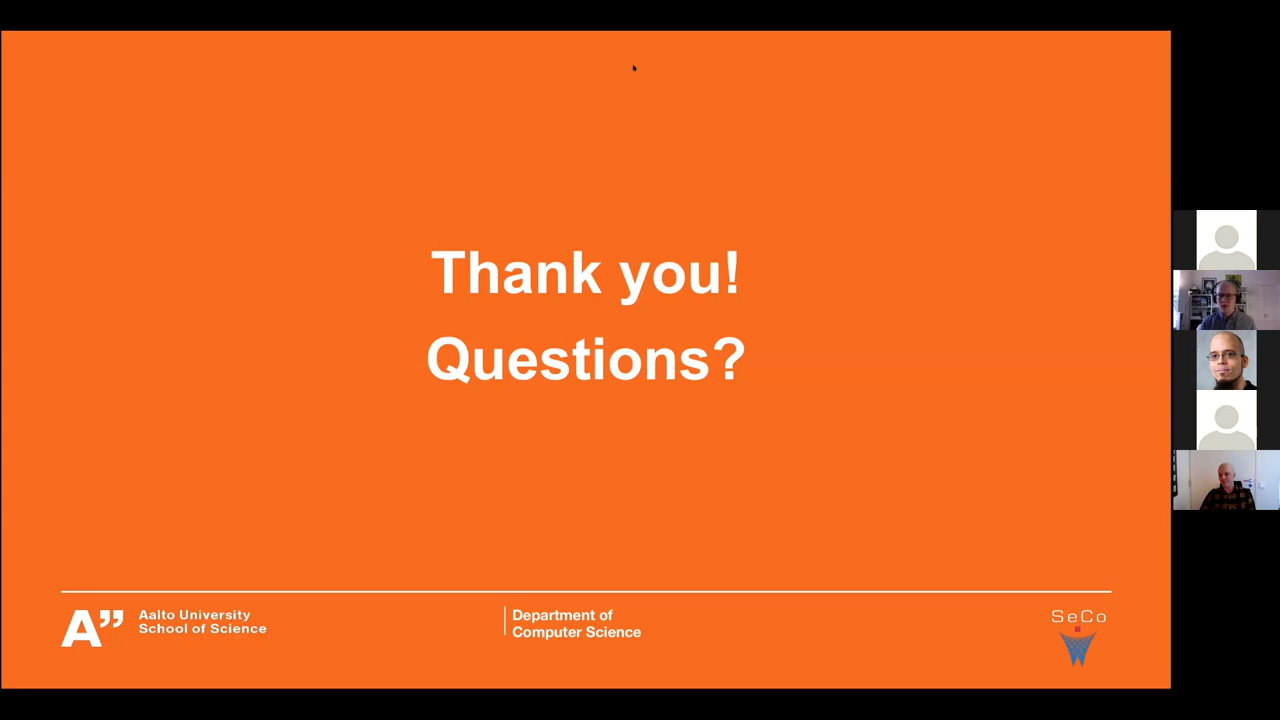 Thank you!
Questions?
A”
Aalto University
School of Science
Department of
Computer Science
SeCo